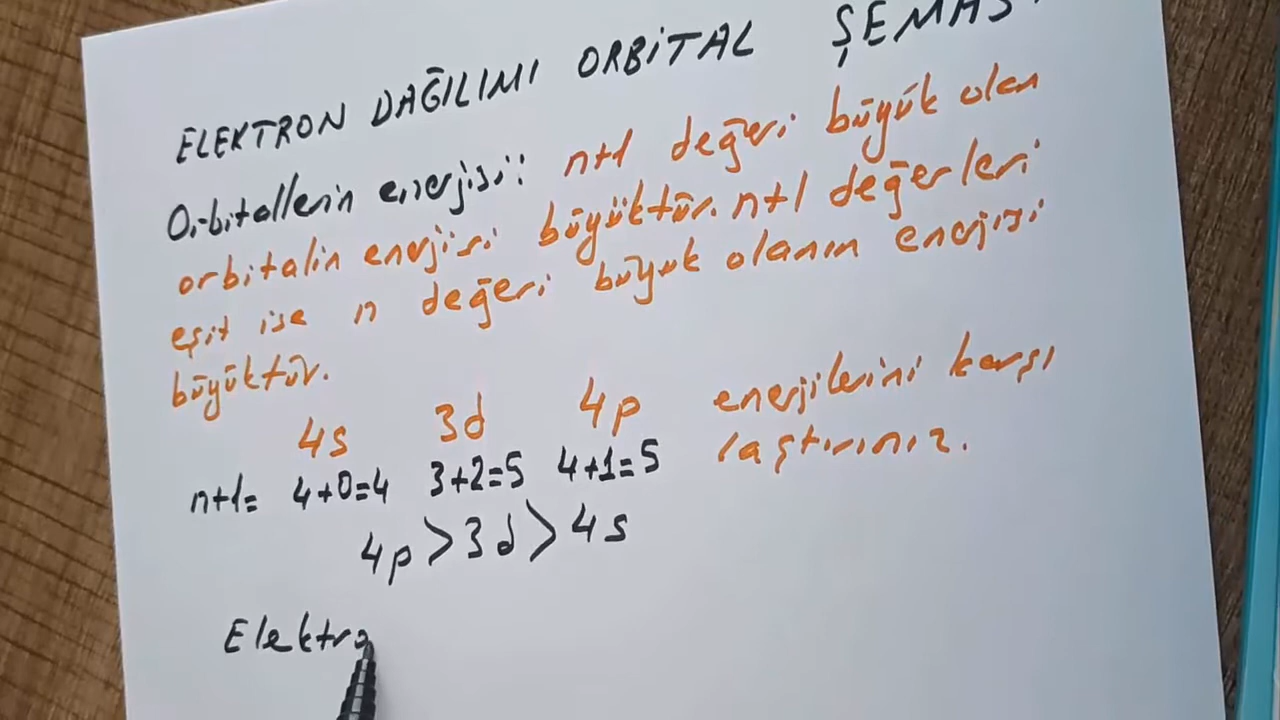 ELEKTRON DAĞILIMI ORBİTAL ŞEMAS
Orbitallerin enerjisi: n+l değeri büyük olan
orbitalin enerjisi büyüktür. n+l değerleri
eşit ise n değeri büyük olanın enerjisi
büyüktür.
4s 3d 4p enerjilerini karşı
laştırınız.
n+l= 4+0=4 3+2=5 4+1=5
4p > 3d > 4s
Elektro